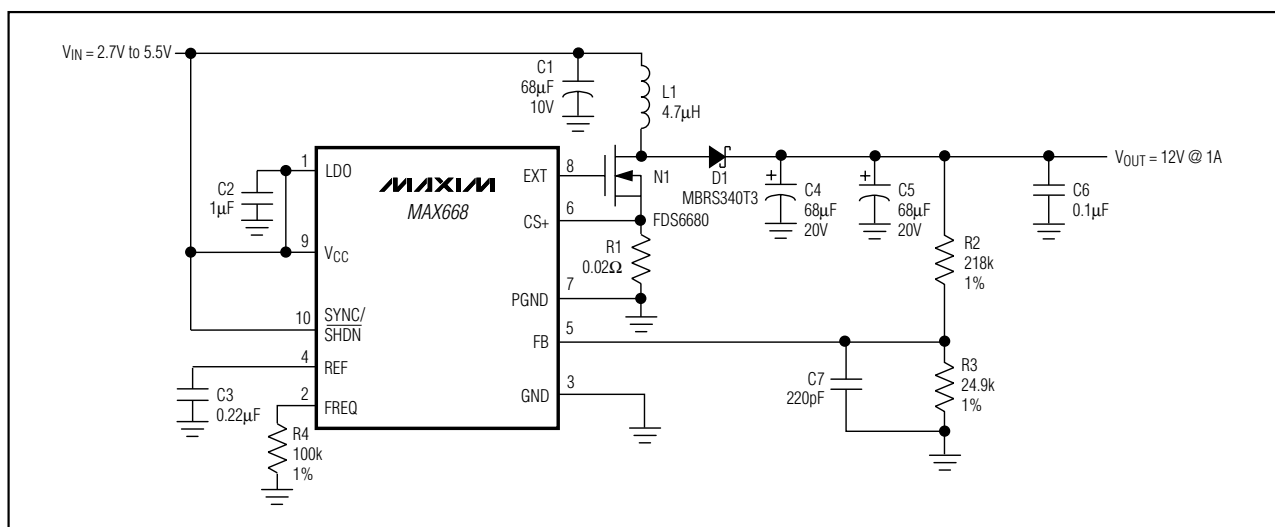 V_IN = 2.7V to 5.5V
C1
68μF
10V
L1
4.7μH
1
LDO
MAXIM
MAX668
EXT
8
N1
FDS6680
D1
MBRS340T3
C4
68μF
20V
C5
68μF
20V
C6
0.1μF
V_OUT = 12V @ 1A
C2
1μF
CS+
6
R1
0.02Ω
R2
218k
1%
9
V_CC
PGND
7
10
SYNC/
SHDN
FB
5
4
REF
C7
220pF
R3
24.9k
1%
C3
0.22μF
2
FREQ
GND
3
R4
100k
1%
+
+